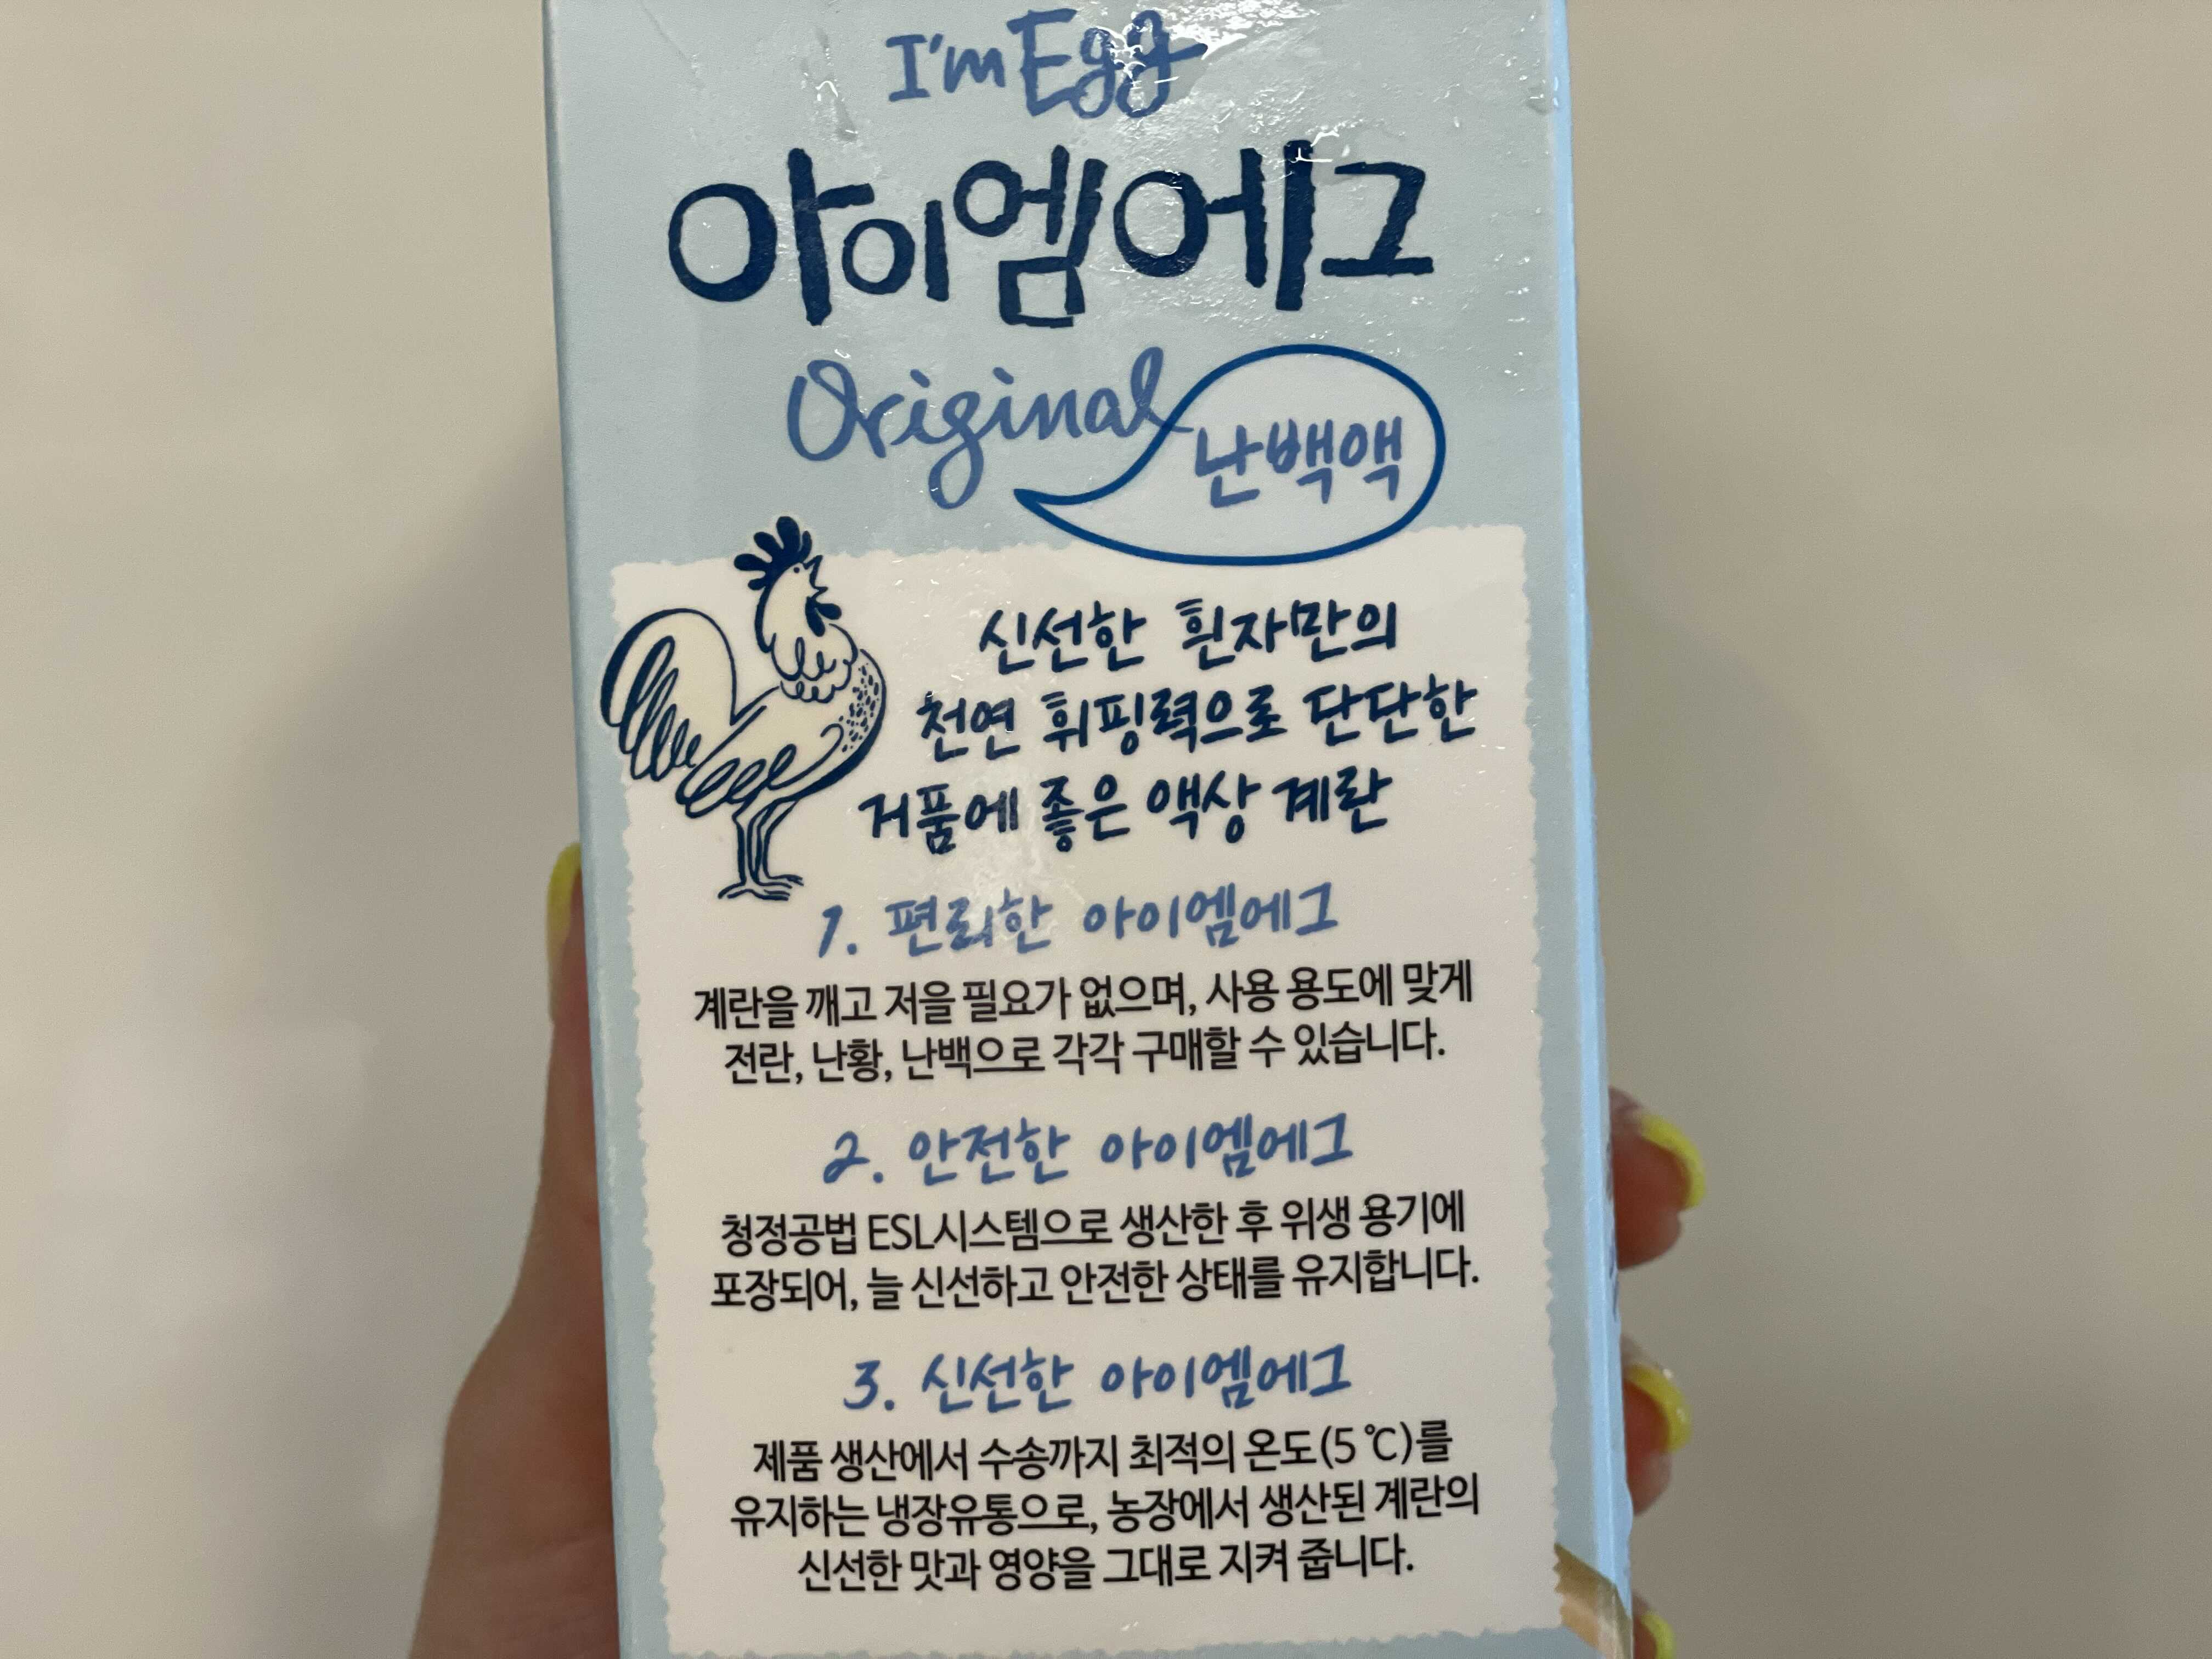 I'm Egg
아이엠에그
Original
난백액
신선한 흰자만의
천연 휘핑력으로 단단한
거품에 좋은 액상 계란
1. 편리한 아이엠에그
계란을 깨고 저을 필요가 없으며, 사용 용도에 맞게
전란, 난황, 난백으로 각각 구매할 수 있습니다.
2. 안전한 아이엠에그
청정공법 ESL시스템으로 생산한 후 위생 용기에
포장되어, 늘 신선하고 안전한 상태를 유지합니다.
3. 신선한 아이엠에그
제품 생산에서 수송까지 최적의 온도(5 ℃)를
유지하는 냉장유통으로, 농장에서 생산된 계란의
신선한 맛과 영양을 그대로 지켜 줍니다.